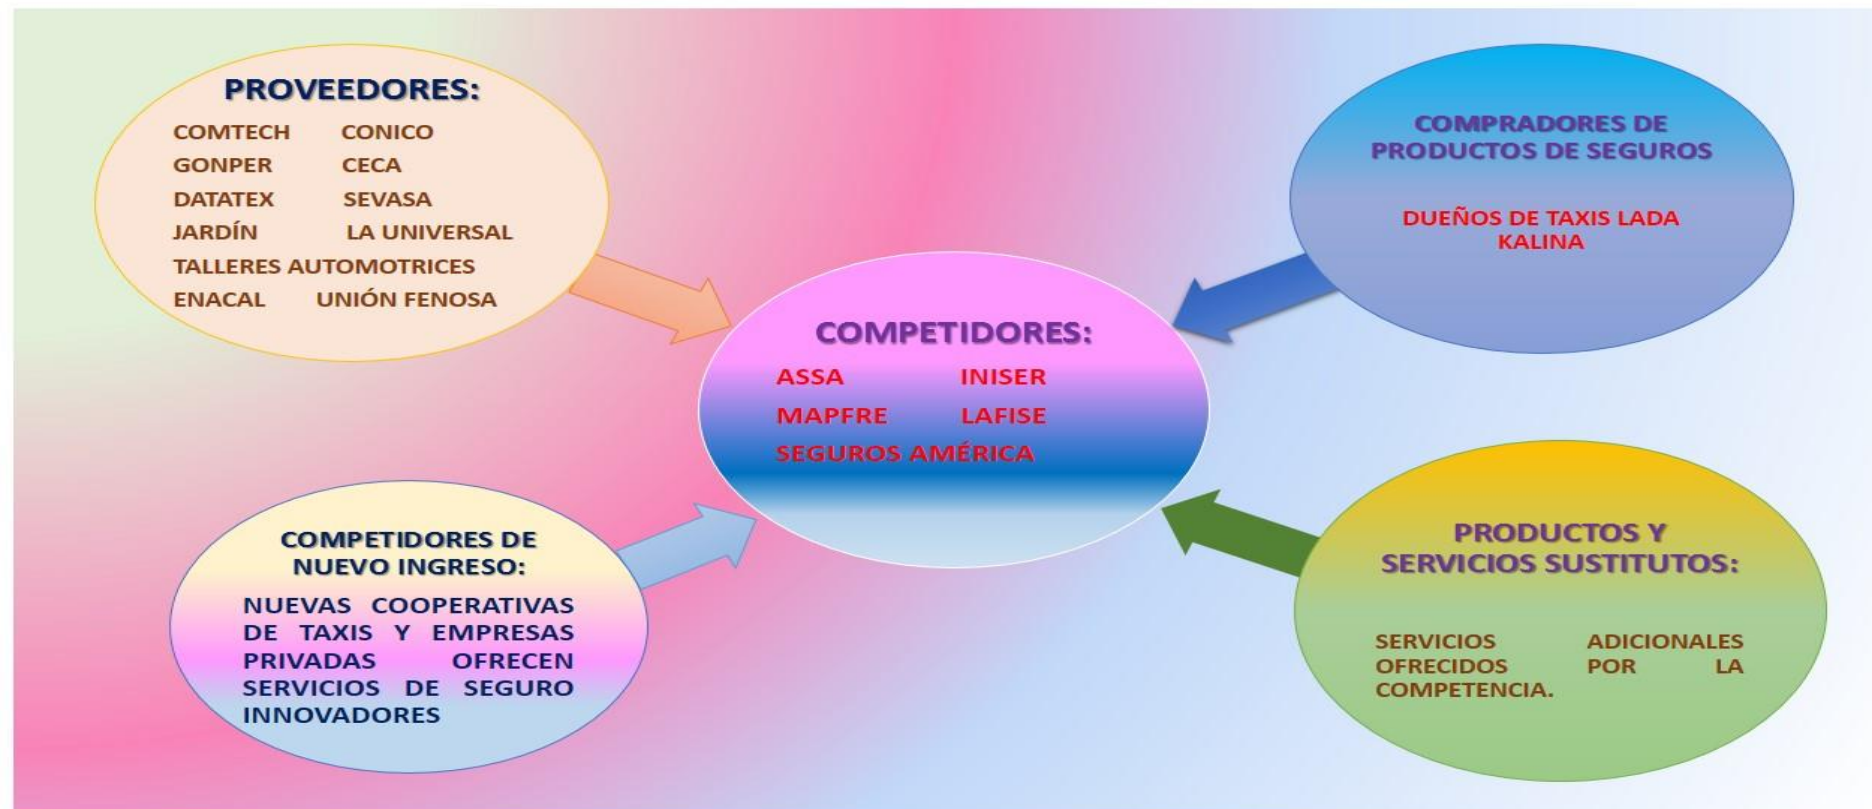 PROVEEDORES:
COMTECH CONICO
GONPER CECA
DATATEX SEVASA
JARDÍN LA UNIVERSAL
TALLERES AUTOMOTRICES
ENACAL UNIÓN FENOSA
COMPRADORES DE
PRODUCTOS DE SEGUROS
DUEÑOS DE TAXIS LADA
KALINA
COMPETIDORES:
ASSA INISER
MAPFRE LAFISE
SEGUROS AMÉRICA
COMPETIDORES DE
NUEVO INGRESO:
NUEVAS COOPERATIVAS
DE TAXIS Y EMPRESAS
PRIVADAS OFRECEN
SERVICIOS DE SEGURO
INNOVADORES
PRODUCTOS Y
SERVICIOS SUSTITUTOS:
SERVICIOS ADICIONALES
OFRECIDOS POR LA
COMPETENCIA.